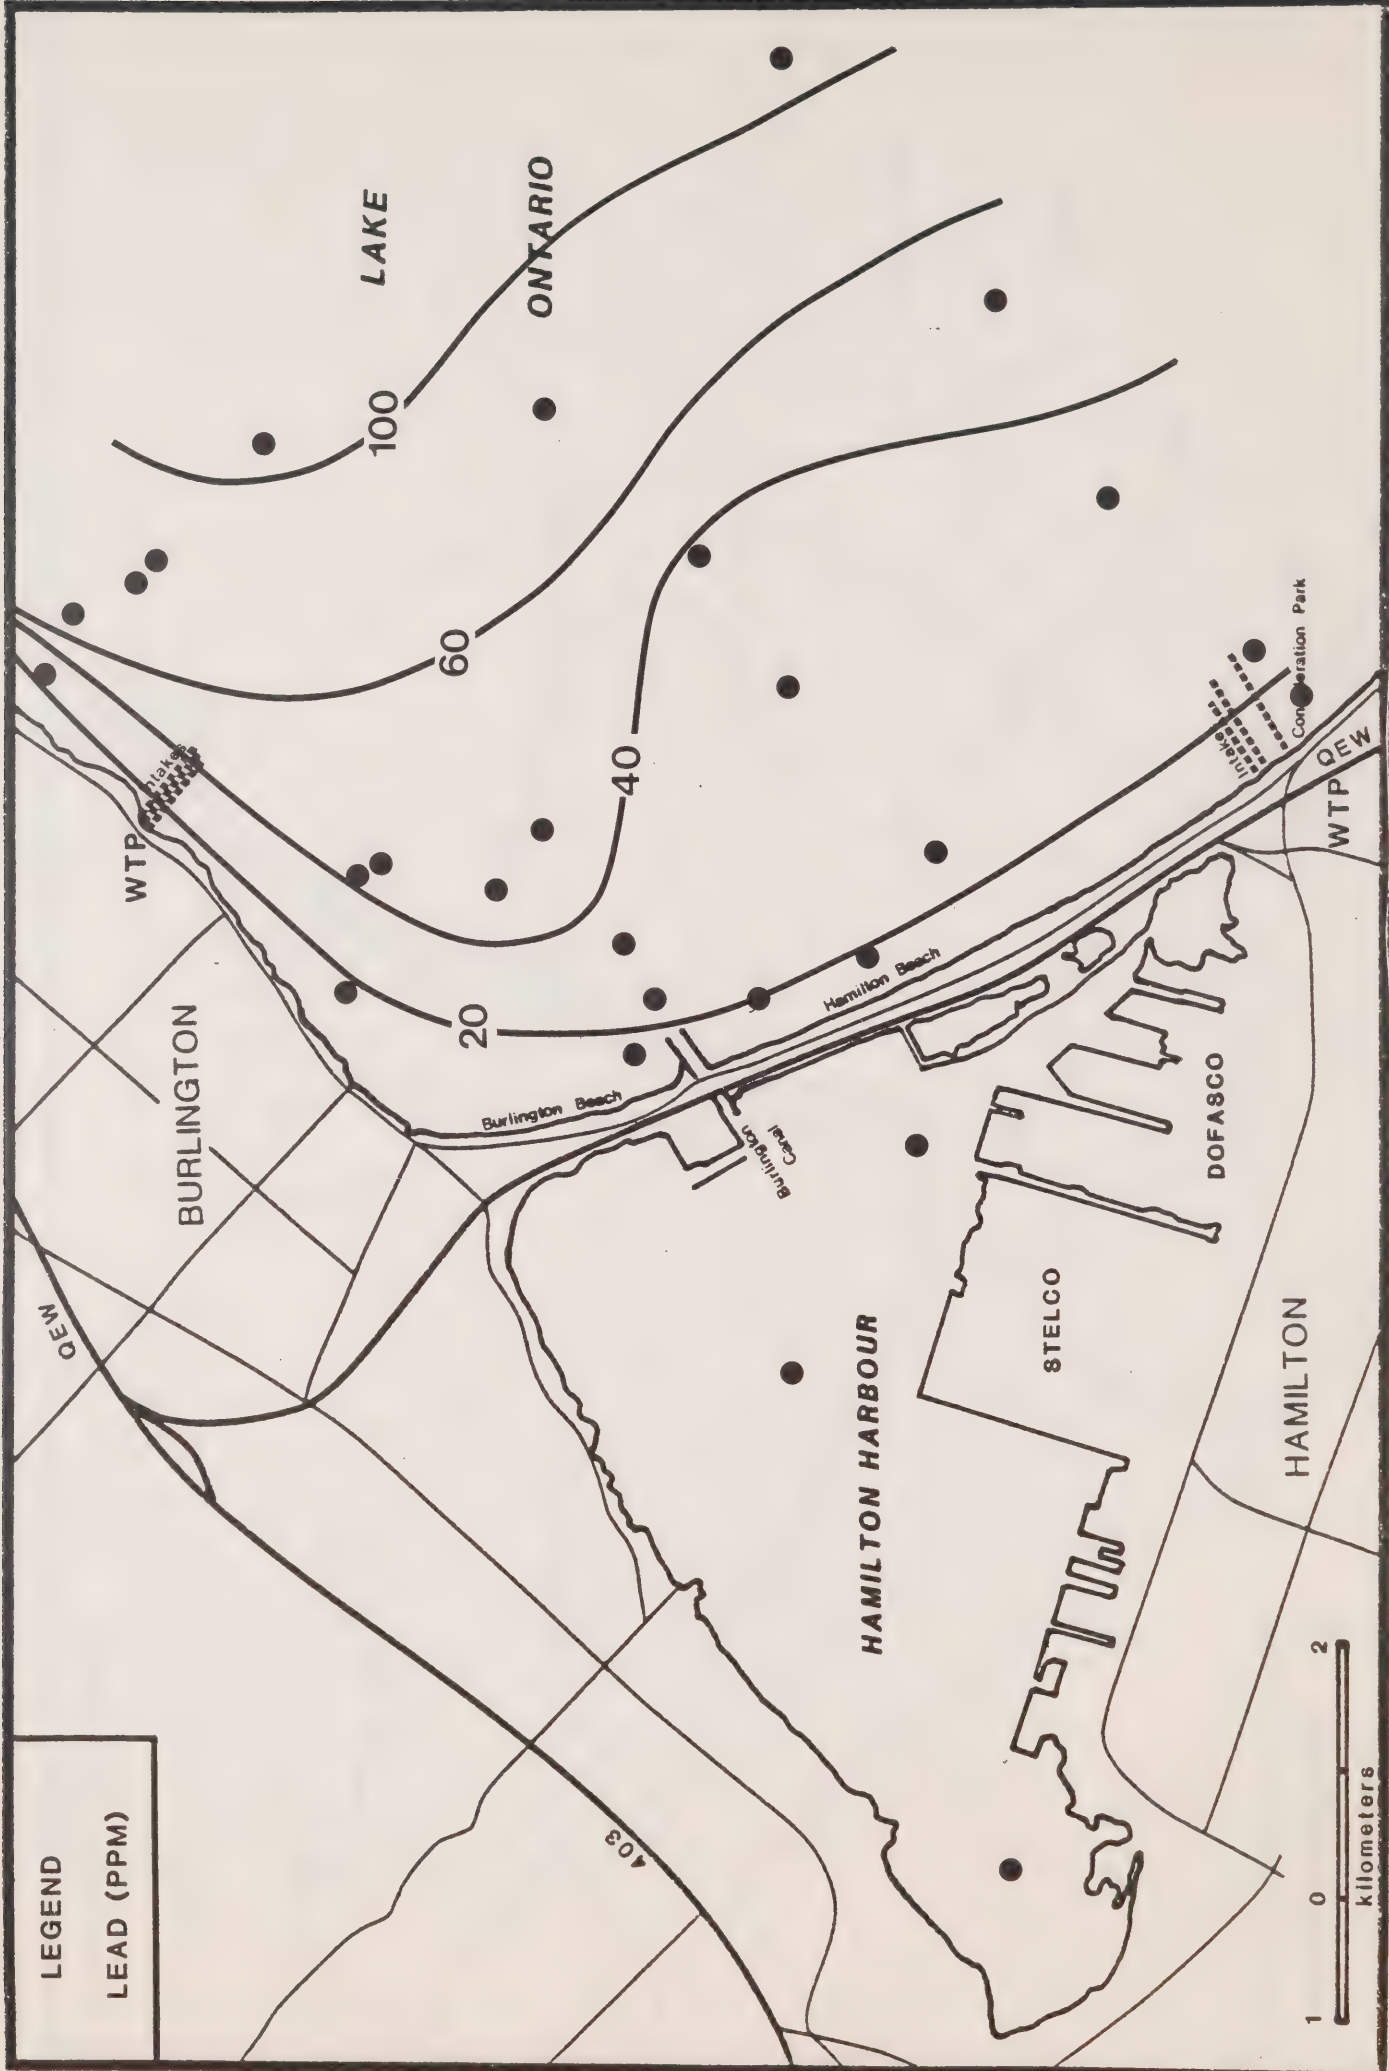 LEGEND
LEAD (PPM)
LAKE
ONTARIO
100
60
40
20
WTP
Intakes
BURLINGTON
QEW
403
Burlington Beach
Burlington
Canal
Hamilton Beach
HAMILTON HARBOUR
STELCO
DOFASCO
HAMILTON
Intake
Park
QEW
WTP
1 0 2
kilometers